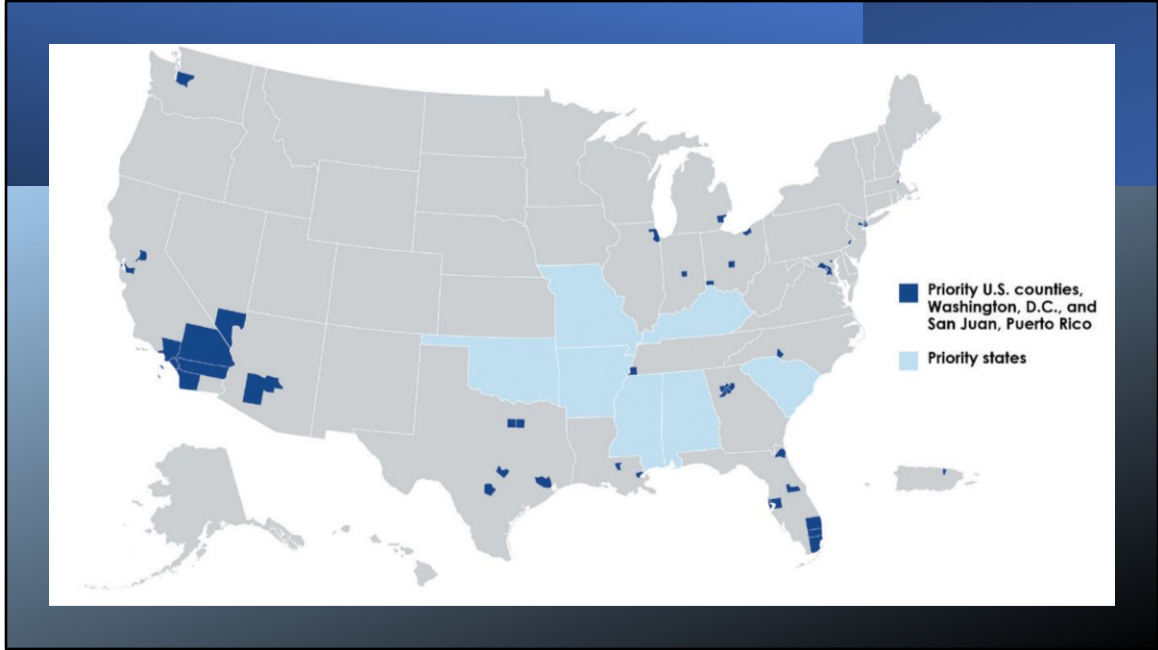 Priority U.S. counties,
Washington, D.C., and
San Juan, Puerto Rico
Priority states